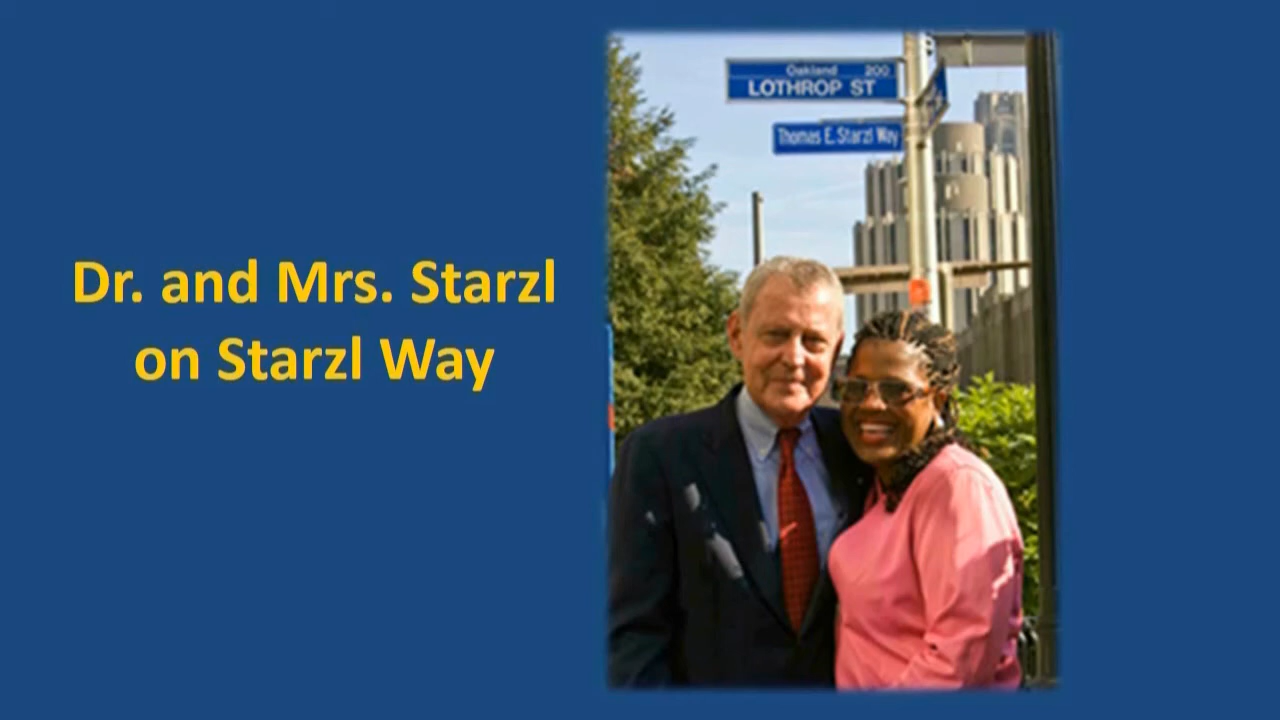 Dr. and Mrs. Starzl
on Starzl Way
Oakland 200
LOTHROP ST
Thomas E. Starzl Way